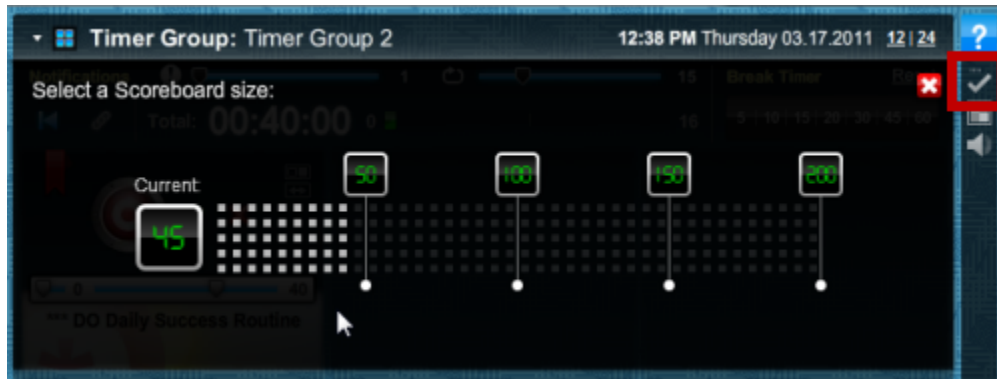 Timer Group: Timer Group 2
12:38 PM Thursday 03.17.2011 12|24
?
Notifications 1 15 Break Timer
Select a Scoreboard size:
Total: 00:40:00 0 16 5 10 15 20 30 45 60
50 100 150 200
Current:
45
0 40
*** DO Daily Success Routine